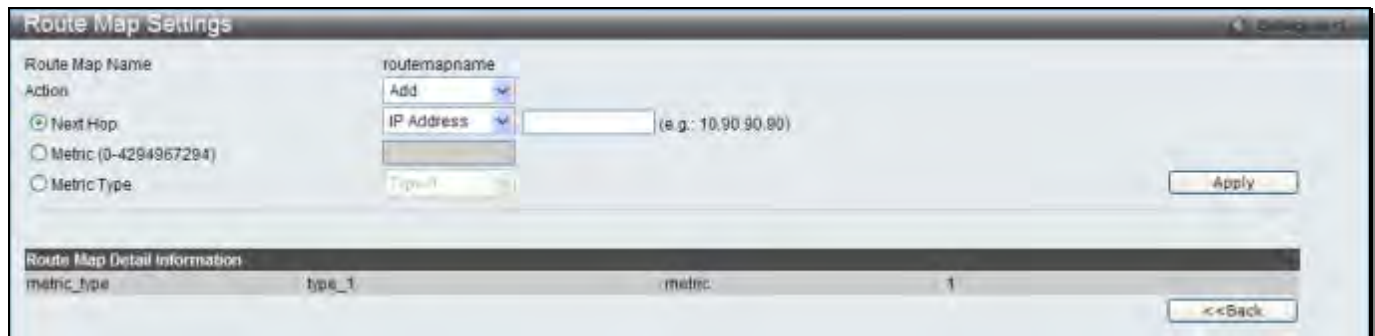 Route Map Settings
Route Map Name routemapname
Action Add
Next Hop IP Address (e.g.: 10.90.90.90)
Metric (0-4294967294)
Metric Type
Apply
Route Map Detail Information
metric_type type_1 metric 1
<<Back